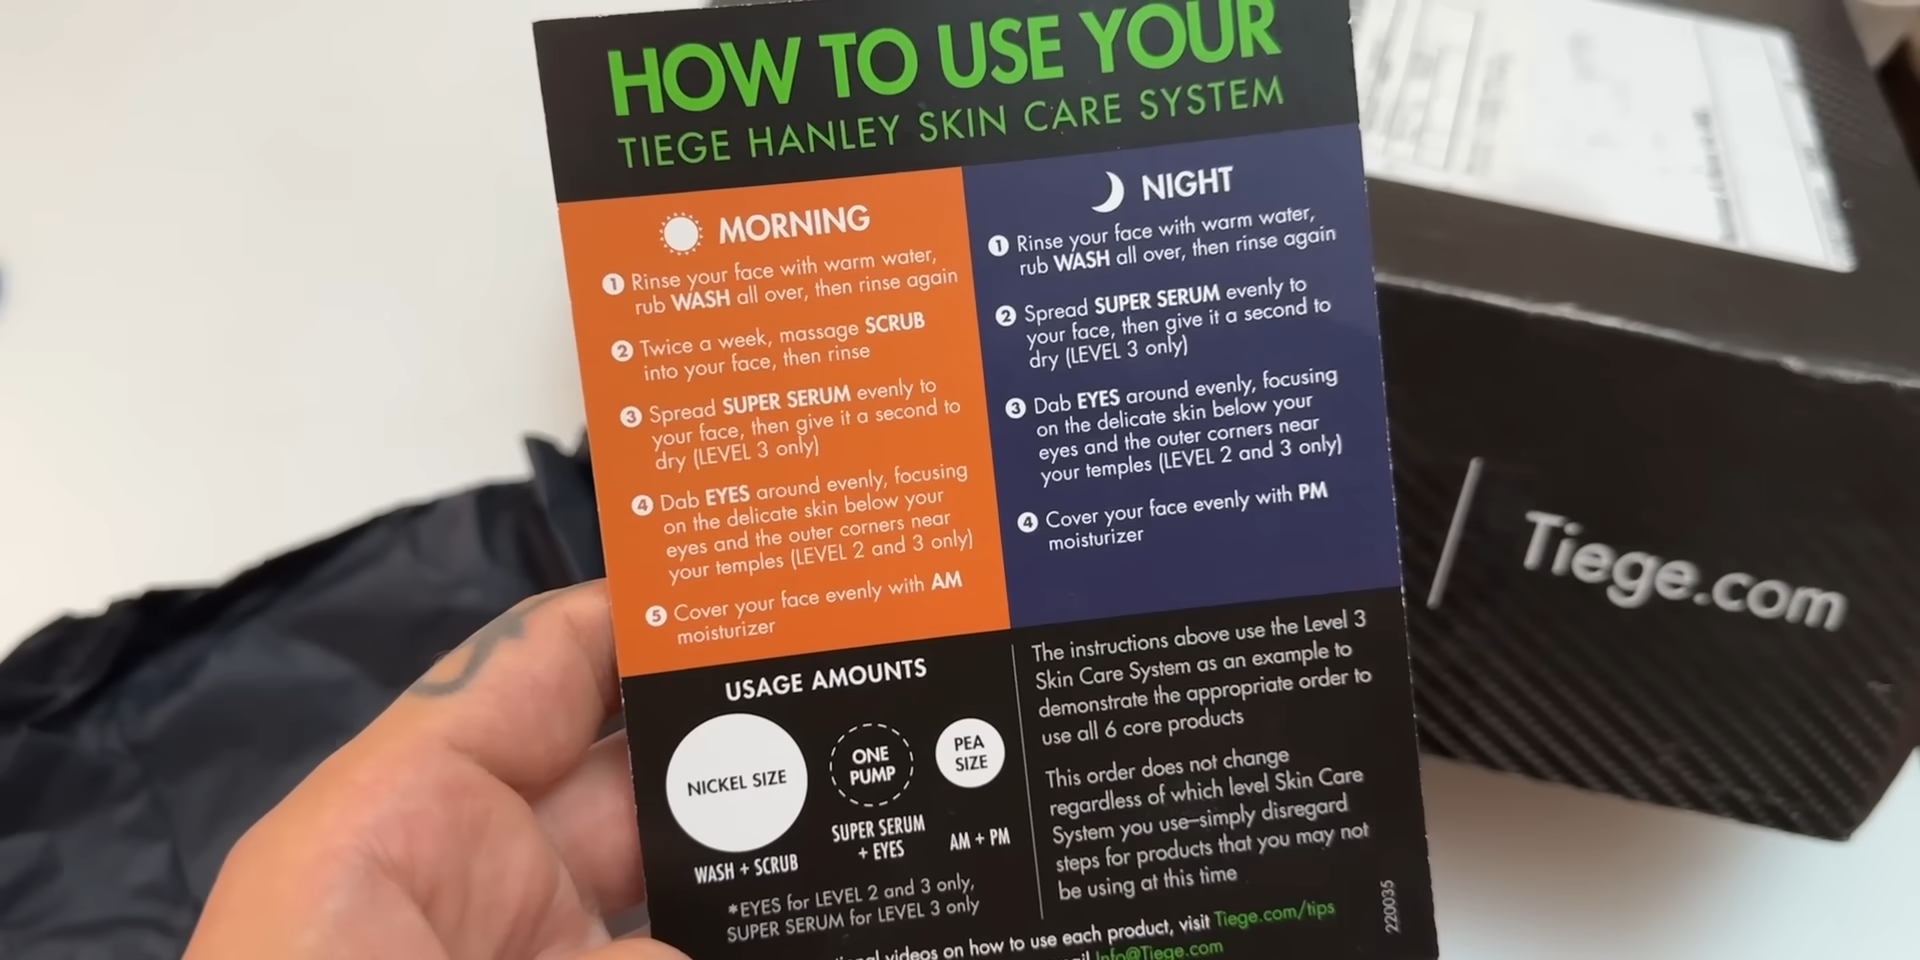 HOW TO USE YOUR
TIEGE HANLEY SKIN CARE SYSTEM
MORNING
1 Rinse your face with warm water,
rub WASH all over, then rinse again
2 Twice a week, massage SCRUB
into your face, then rinse
3 Spread SUPER SERUM evenly to
your face, then give it a second to
dry (LEVEL 3 only)
4 Dab EYES around evenly, focusing
on the delicate skin below your
eyes and the outer corners near
your temples (LEVEL 2 and 3 only)
5 Cover your face evenly with AM
moisturizer
NIGHT
1 Rinse your face with warm water,
rub WASH all over, then rinse again
2 Spread SUPER SERUM evenly to
your face, then give it a second to
dry (LEVEL 3 only)
3 Dab EYES around evenly, focusing
on the delicate skin below your
eyes and the outer corners near
your temples (LEVEL 2 and 3 only)
4 Cover your face evenly with PM
moisturizer
USAGE AMOUNTS
NICKEL SIZE
WASH + SCRUB
ONE
PUMP
SUPER SERUM
+ EYES
PEA
SIZE
AM + PM
*EYES for LEVEL 2 and 3 only,
SUPER SERUM for LEVEL 3 only
The instructions above use the Level 3
Skin Care System as an example to
demonstrate the appropriate order to
use all 6 core products
This order does not change
regardless of which level Skin Care
System you use—simply disregard
steps for products that you may not
be using at this time
videos on how to use each product, visit Tiege.com/tips
Info@Tiege.com
220035
Tiege.com